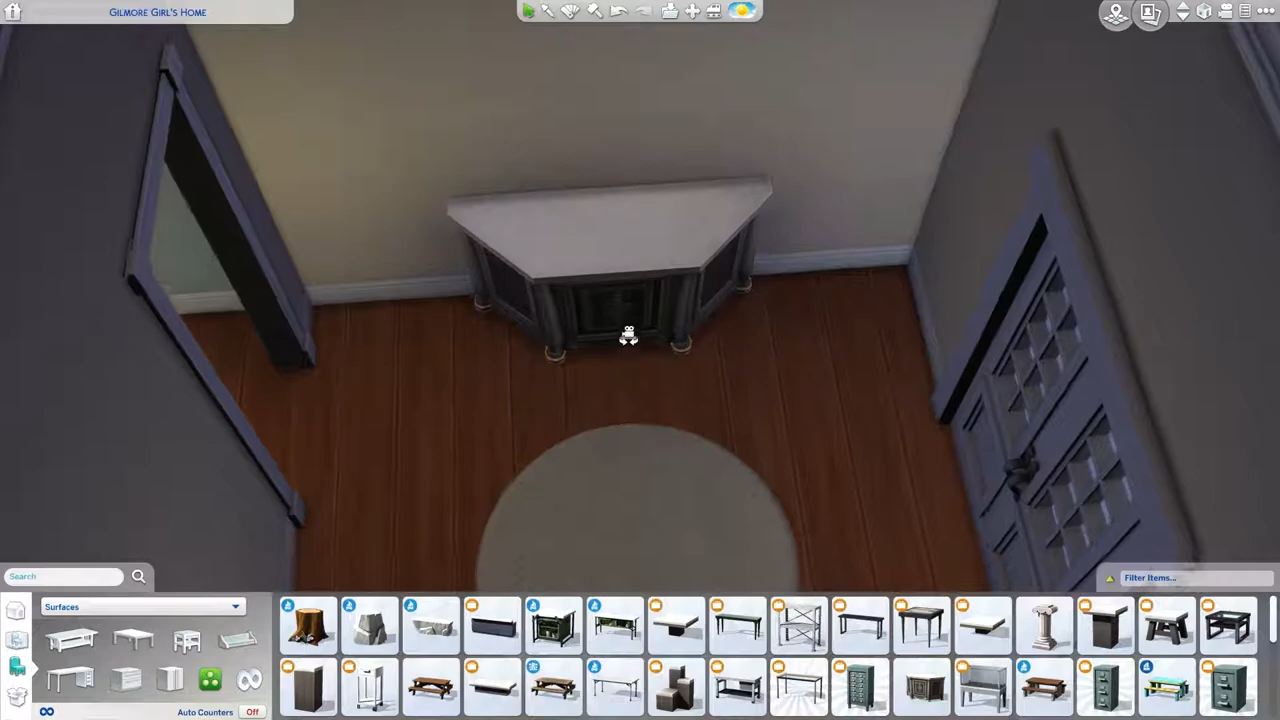 GILMORE GIRL'S HOME
Search
Filter Items...
Surfaces
Auto Counters
Off